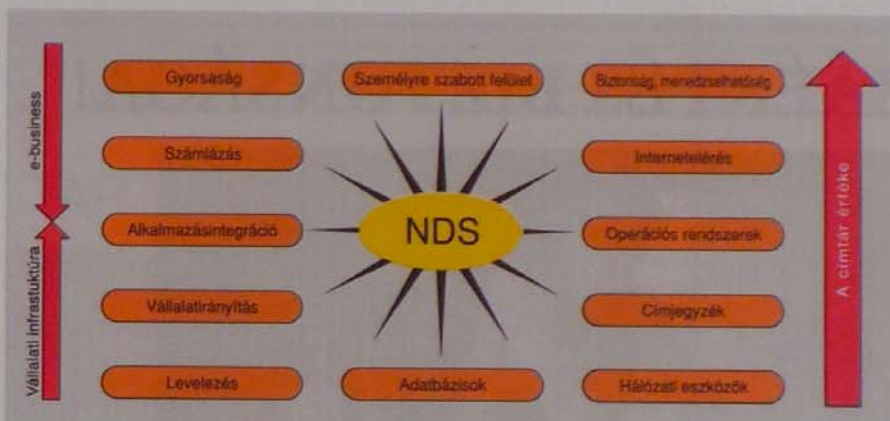 e-business
Vállalati infrastuktúra
Gyorsaság
Személyre szabott felület
Biztonság, menedzselhetőség
Számlázás
Internetelérés
Alkalmazásintegráció
NDS
Operációs rendszerek
Vállalatirányítás
Címjegyzék
Levelezés
Adatbázisok
Hálózati eszközök
A címtár értéke